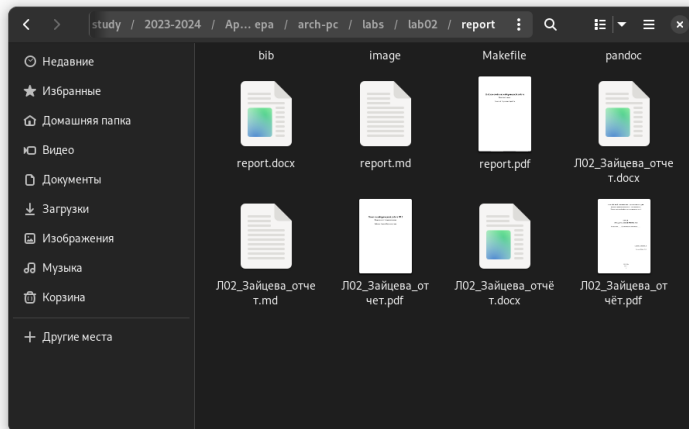 study / 2023-2024 / Ар... ера / arch-pc / labs / lab02 / report
Недавние
Избранные
Домашняя папка
Видео
Документы
Загрузки
Изображения
Музыка
Корзина
Другие места
bib
image
Makefile
pandoc
report.docx
report.md
report.pdf
Л02_Зайцева_отче
т.docx
Л02_Зайцева_отче
т.md
Л02_Зайцева_от
чет.pdf
Л02_Зайцева_отчё
т.docx
Л02_Зайцева_от
чёт.pdf